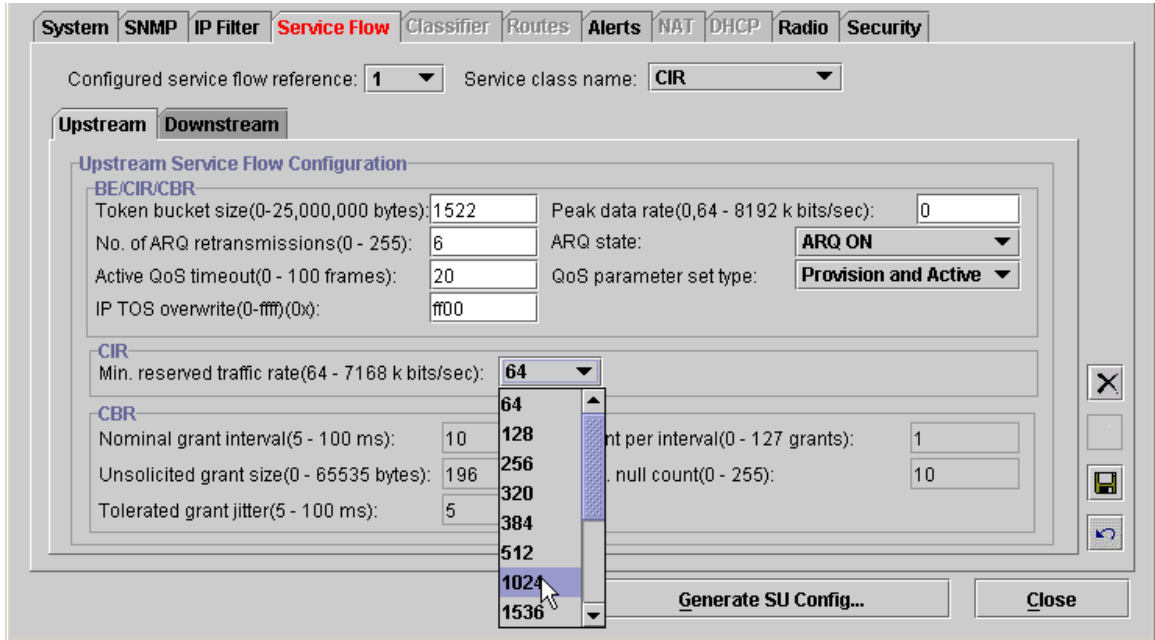 System SNMP IP Filter Service Flow Classifier Routes Alerts NAT DHCP Radio Security
Configured service flow reference: 1 Service class name: CIR
Upstream Downstream
Upstream Service Flow Configuration
BE/CIR/CBR
Token bucket size(0-25,000,000 bytes): 1522 Peak data rate(0,64 - 8192 k bits/sec): 0
No. of ARQ retransmissions(0 - 255): 6 ARQ state: ARQ ON
Active QoS timeout(0 - 100 frames): 20 QoS parameter set type: Provision and Active
IP TOS overwrite(0-ffff)(0x): ff00
CIR
Min. reserved traffic rate(64 - 7168 k bits/sec): 64
64
128
256
320
384
512
1024
1536
CBR
Nominal grant interval(5 - 100 ms): 10 nt per interval(0 - 127 grants): 1
Unsolicited grant size(0 - 65535 bytes): 196 . null count(0 - 255): 10
Tolerated grant jitter(5 - 100 ms): 5
Generate SU Config... Close